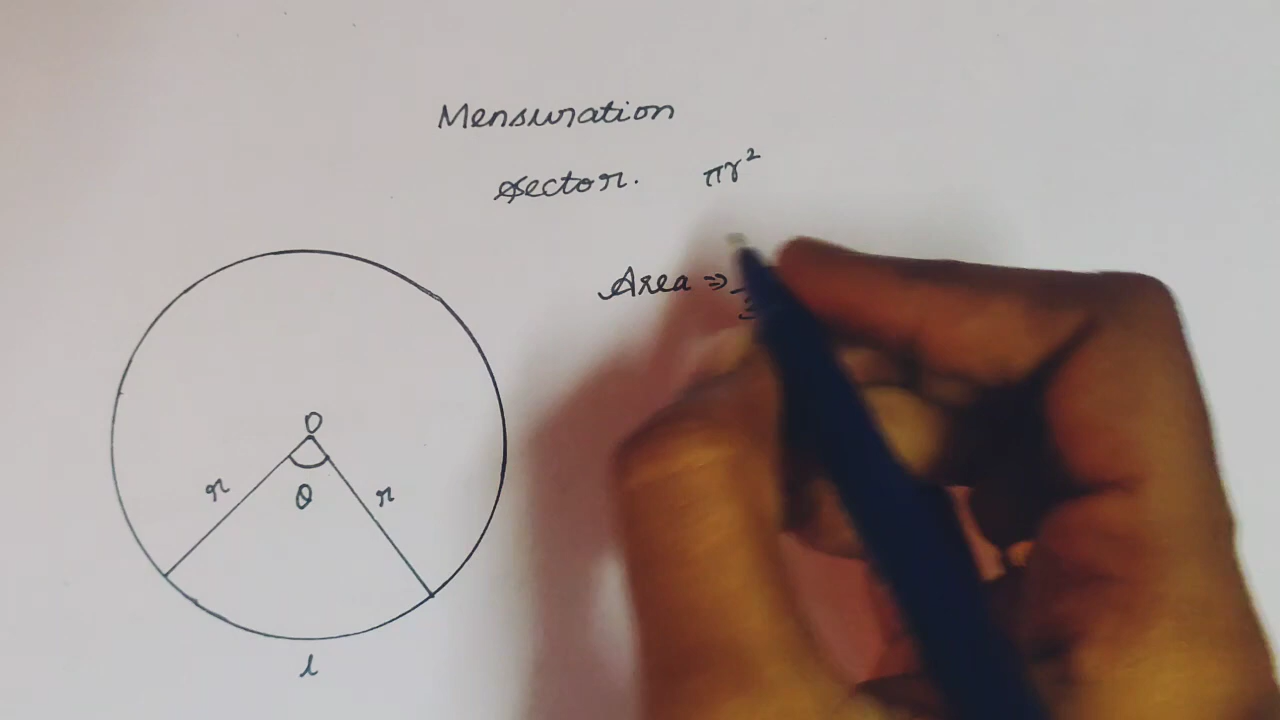 Mensuration
Sector. πr²
Area ⇒
O
r θ r
l